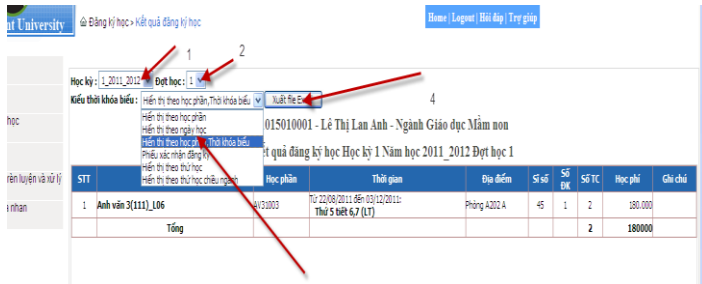 nt University
Đăng ký học > Kết quả đăng ký học
Home | Logout | Hỏi đáp | Trợ giúp
1
2
Học kỳ : 1_2011_2012 Đợt học : 1
Kiểu thời khóa biểu : Hiển thị theo học phần,Thời khóa biểu Xuất file
4
Hiển thị theo học phần
Hiển thị theo ngày học
Hiển thị theo học phần,Thời khóa biểu
Phiếu xác nhận đăng ký
Hiển thị theo thứ học
Hiển thị theo thứ học chiều ngang
học
rèn luyện và xử lý
nhan
015010001 - Lê Thị Lan Anh - Ngành Giáo dục Mầm non
ết quả đăng ký học Học kỳ 1 Năm học 2011_2012 Đợt học 1
STT Học phần Thời gian Địa điểm Sĩ số Số ĐK Số TC Học phí Ghi chú
1 Anh văn 3(111)_L06 AV31003 Từ 22/08/2011 đến 03/12/2011: Phòng A202 A 45 1 2 180.000
Thứ 5 tiết 6,7 (LT)
Tổng 2 180000